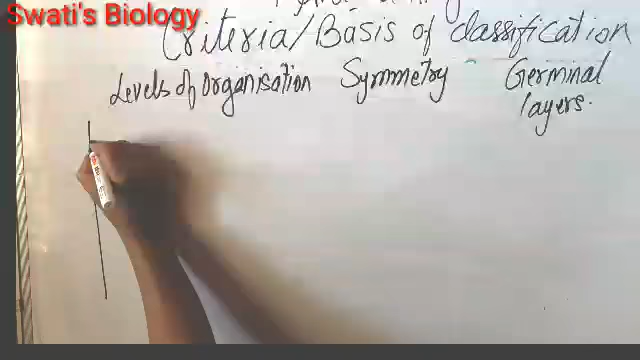 Swati's Biology
Criteria/Basis of classification
Levels of Organisation Symmetry Germinal
layers.